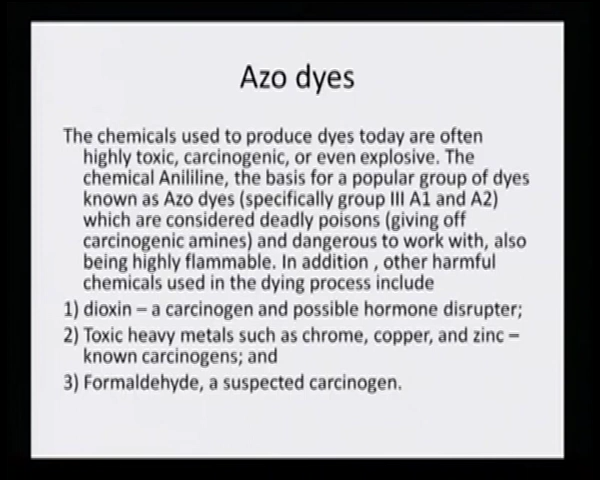 Azo dyes
The chemicals used to produce dyes today are often
highly toxic, carcinogenic, or even explosive. The
chemical Anililine, the basis for a popular group of dyes
known as Azo dyes (specifically group III A1 and A2)
which are considered deadly poisons (giving off
carcinogenic amines) and dangerous to work with, also
being highly flammable. In addition , other harmful
chemicals used in the dying process include
1) dioxin – a carcinogen and possible hormone disrupter;
2) Toxic heavy metals such as chrome, copper, and zinc –
known carcinogens; and
3) Formaldehyde, a suspected carcinogen.